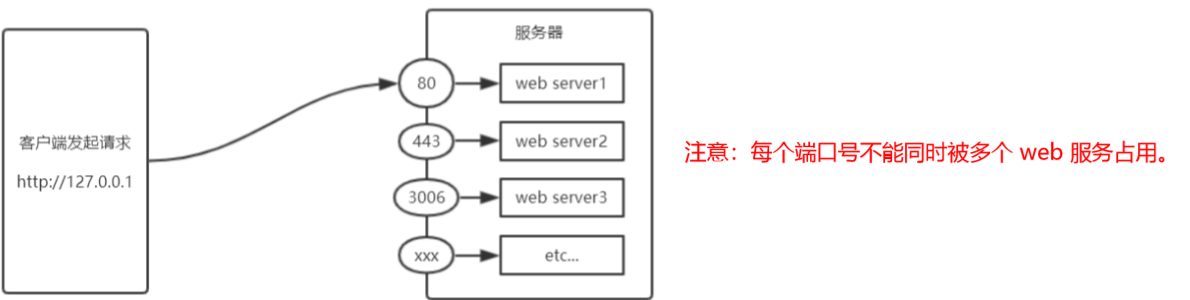 服务器
客户端发起请求
http://127.0.0.1
80
web server1
443
web server2
3006
web server3
xxx
etc...
注意：每个端口号不能同时被多个 web 服务占用。